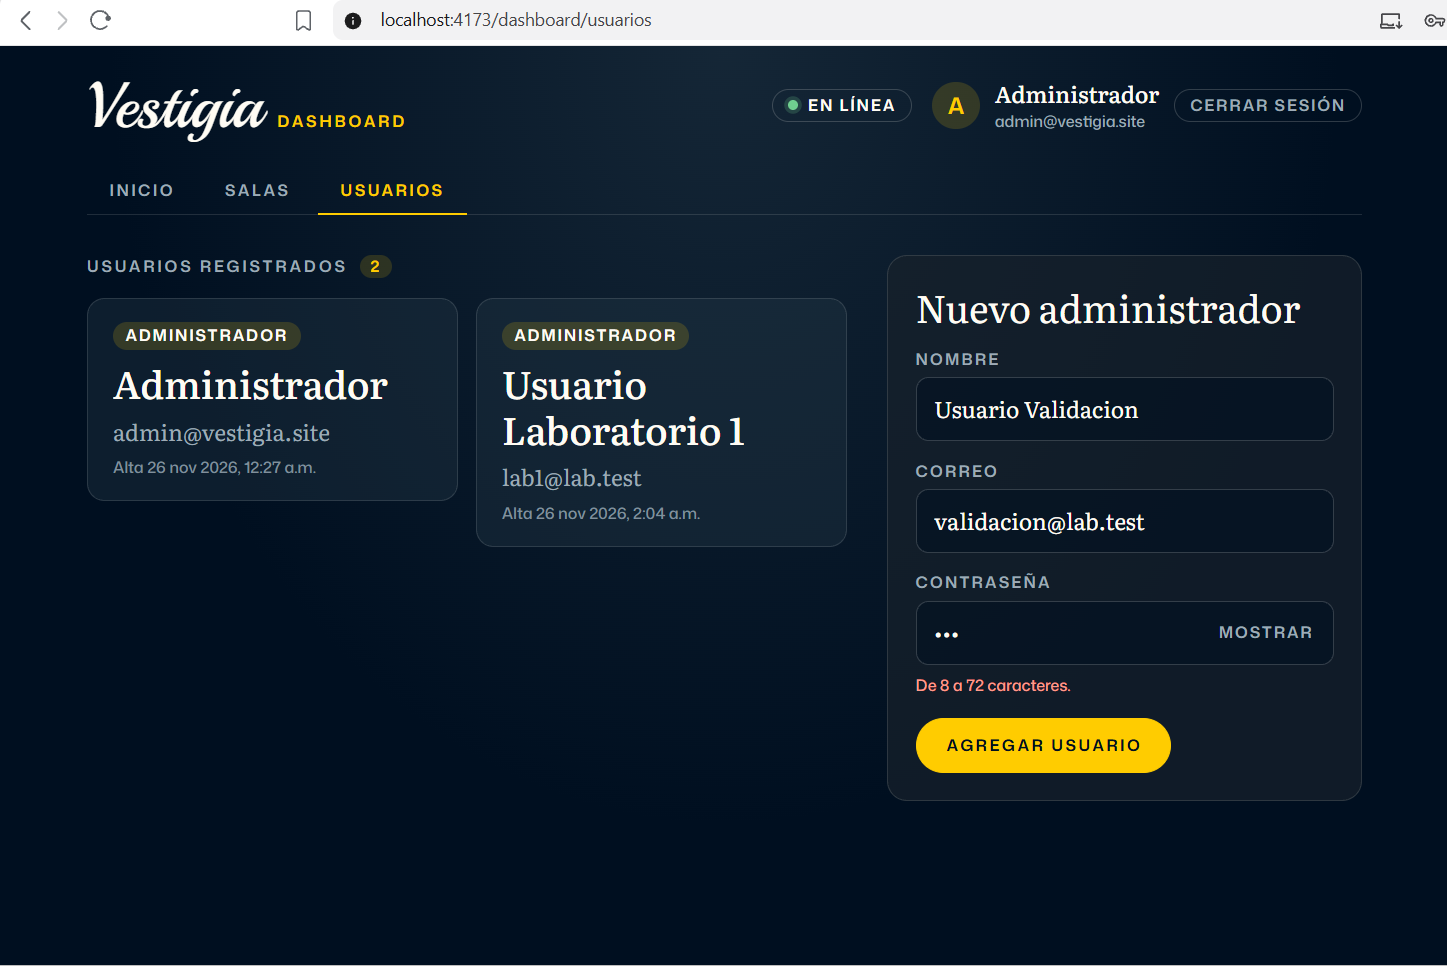 localhost:4173/dashboard/usuarios
Vestigia DASHBOARD
EN LÍNEA
A
Administrador
admin@vestigia.site
CERRAR SESIÓN
INICIO SALAS USUARIOS
USUARIOS REGISTRADOS 2
ADMINISTRADOR
Administrador
admin@vestigia.site
Alta 26 nov 2026, 12:27 a.m.
ADMINISTRADOR
Usuario
Laboratorio 1
lab1@lab.test
Alta 26 nov 2026, 2:04 a.m.
Nuevo administrador
NOMBRE
Usuario Validacion
CORREO
validacion@lab.test
CONTRASEÑA
••• MOSTRAR
De 8 a 72 caracteres.
AGREGAR USUARIO